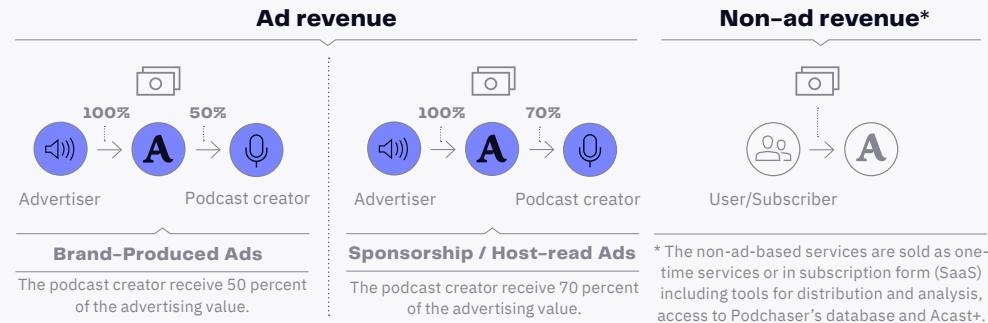 Ad revenue
100%
50%
A
Advertiser
Podcast creator
Brand-Produced Ads
The podcast creator receive 50 percent
of the advertising value.
100%
70%
A
Advertiser
Podcast creator
Sponsorship / Host-read Ads
The podcast creator receive 70 percent
of the advertising value.
Non-ad revenue*
A
User/Subscriber
* The non-ad-based services are sold as one-
time services or in subscription form (SaaS)
including tools for distribution and analysis,
access to Podchaser’s database and Acast+.